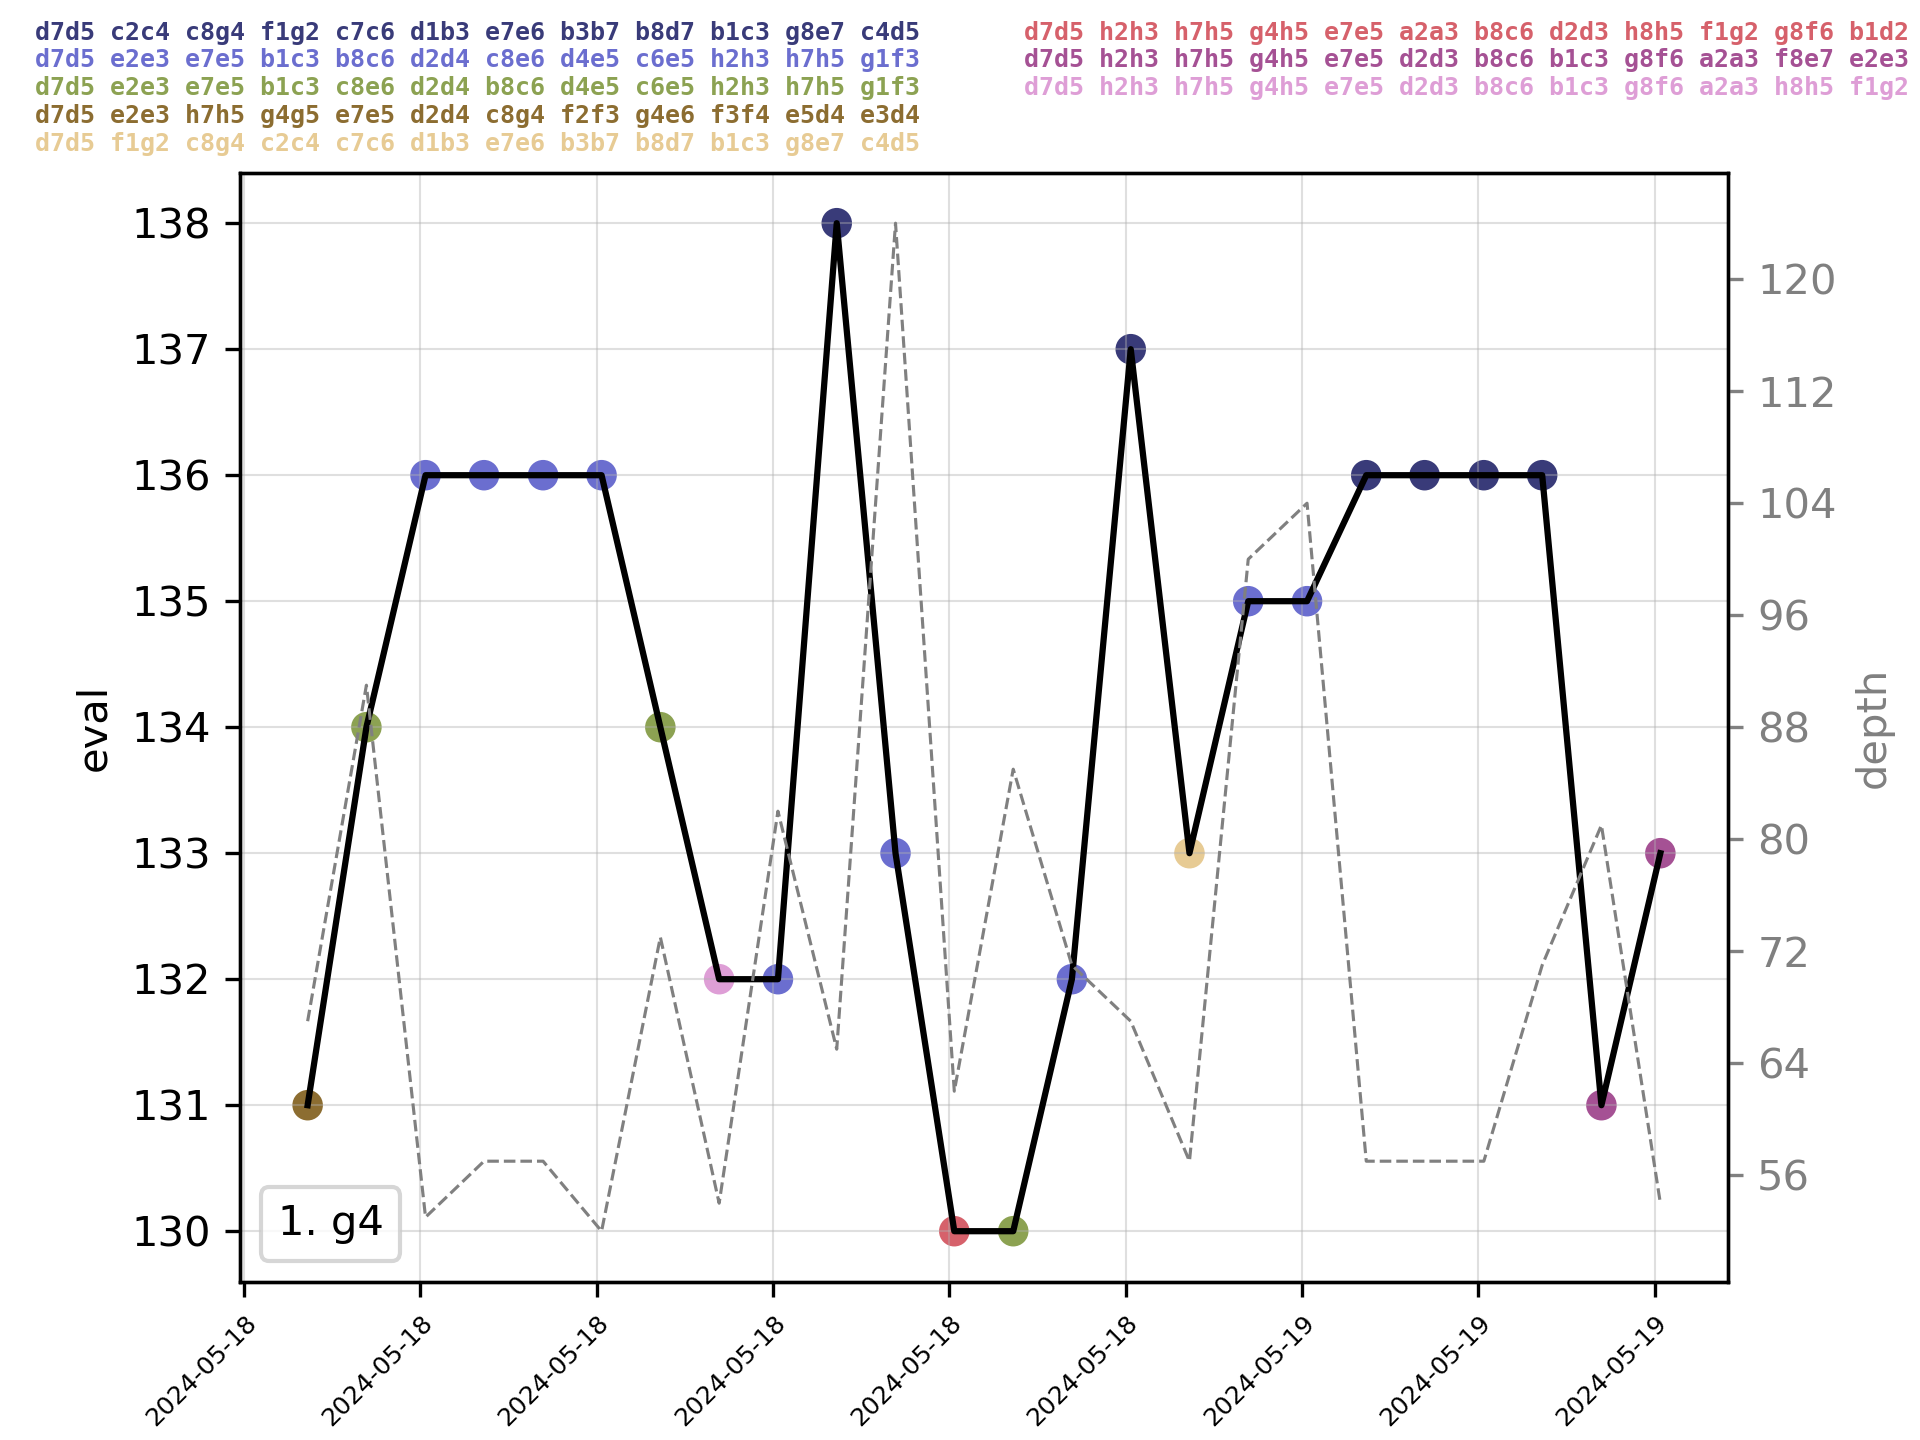 d7d5 c2c4 c8g4 f1g2 c7c6 d1b3 e7e6 b3b7 b8d7 b1c3 g8e7 c4d5
d7d5 e2e3 e7e5 b1c3 b8c6 d2d4 c8e6 d4e5 c6e5 h2h3 h7h5 g1f3
d7d5 e2e3 e7e5 b1c3 c8e6 d2d4 b8c6 d4e5 c6e5 h2h3 h7h5 g1f3
d7d5 e2e3 h7h5 g4g5 e7e5 d2d4 c8g4 f2f3 g4e6 f3f4 e5d4 e3d4
d7d5 f1g2 c8g4 c2c4 c7c6 d1b3 e7e6 b3b7 b8d7 b1c3 g8e7 c4d5
d7d5 h2h3 h7h5 g4h5 e7e5 a2a3 b8c6 d2d3 h8h5 f1g2 g8f6 b1d2
d7d5 h2h3 h7h5 g4h5 e7e5 d2d3 b8c6 b1c3 g8f6 a2a3 f8e7 e2e3
d7d5 h2h3 h7h5 g4h5 e7e5 d2d3 b8c6 b1c3 g8f6 a2a3 h8h5 f1g2
138
137
136
135
134
133
132
131
130
eval
120
112
104
96
88
80
72
64
56
depth
1. g4
2024-05-18
2024-05-18
2024-05-18
2024-05-18
2024-05-18
2024-05-18
2024-05-19
2024-05-19
2024-05-19